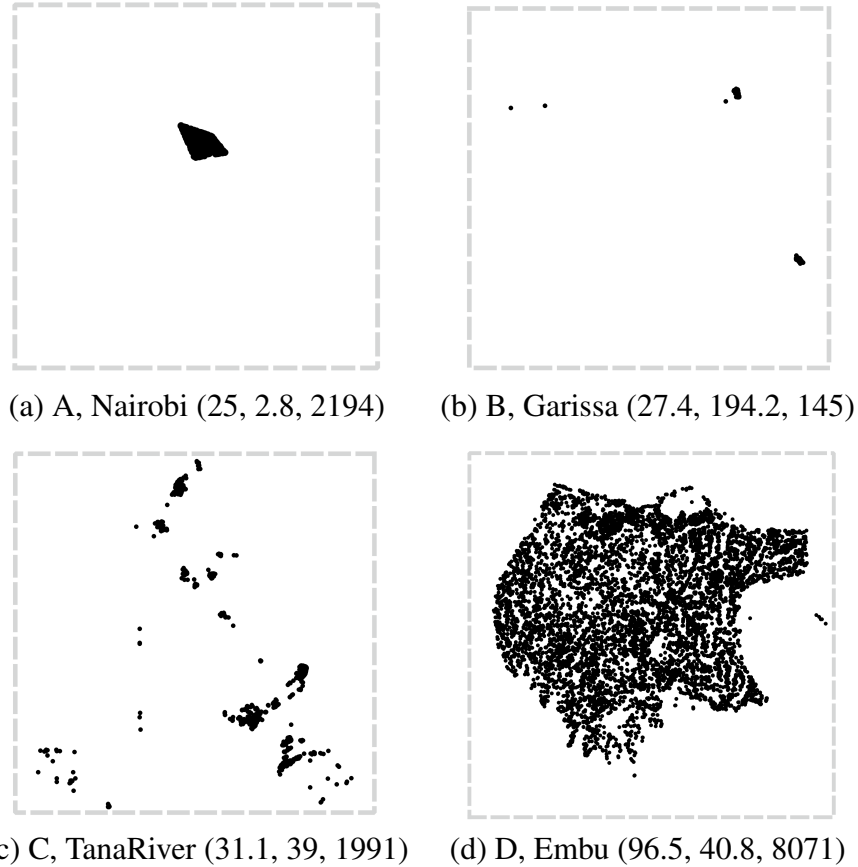 (a) A, Nairobi (25, 2.8, 2194)
(b) B, Garissa (27.4, 194.2, 145)
c) C, TanaRiver (31.1, 39, 1991)
(d) D, Embu (96.5, 40.8, 8071)